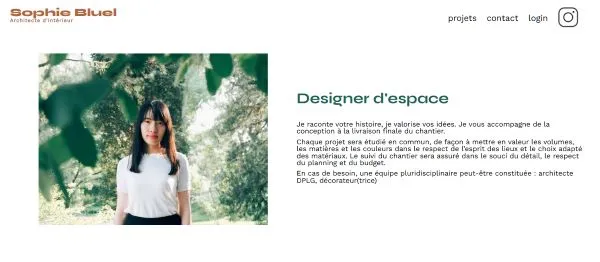 Sophie Bluel
Architecte d'intérieur
projets contact login
Designer d'espace
Je raconte votre histoire, je valorise vos idées. Je vous accompagne de la
conception à la livraison finale du chantier.
Chaque projet sera étudié en commun, de façon à mettre en valeur les volumes,
les matières et les couleurs dans le respect de l'esprit des lieux et le choix adapté
des matériaux. Le suivi du chantier sera assuré dans le souci du détail, le respect
du planning et du budget.
En cas de besoin, une équipe pluridisciplinaire peut-être constituée : architecte
DPLG, décorateur(trice)